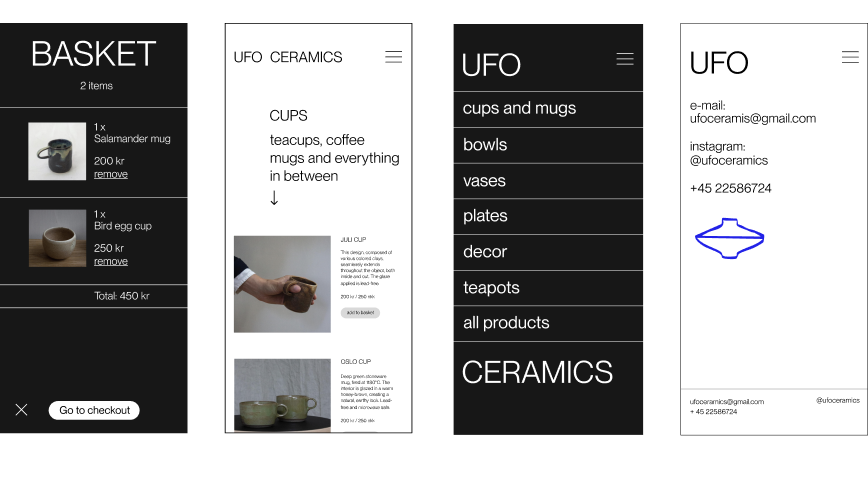 BASKET
2 items
1 x
Salamander mug
200 kr
remove
1 x
Bird egg cup
250 kr
remove
Total: 450 kr
Go to checkout
UFO CERAMICS
CUPS
teacups, coffee
mugs and everything
in between
↓
JULI CUP
The design, composed of
various colored clays,
seamlessly extends
throughout the object, both
inside and out. The glaze
applied is lead-free.
200 kr / 250 mlr.
add to basket
OSLO CUP
Deep green stoneware
mug, fired at
interior is glazed in a warm
honey-brown, creating a
natural, earthy look. Lead-
free and microwave safe.
200 kr / 250
UFO
cups and mugs
bowls
vases
plates
decor
teapots
all products
CERAMICS
UFO
e-mail:
ufoceramis@gmail.com
instagram:
@ufoceramics
+45 22586724
ufoceramics@gmail.com
+ 45 22586724
@ufoceramics